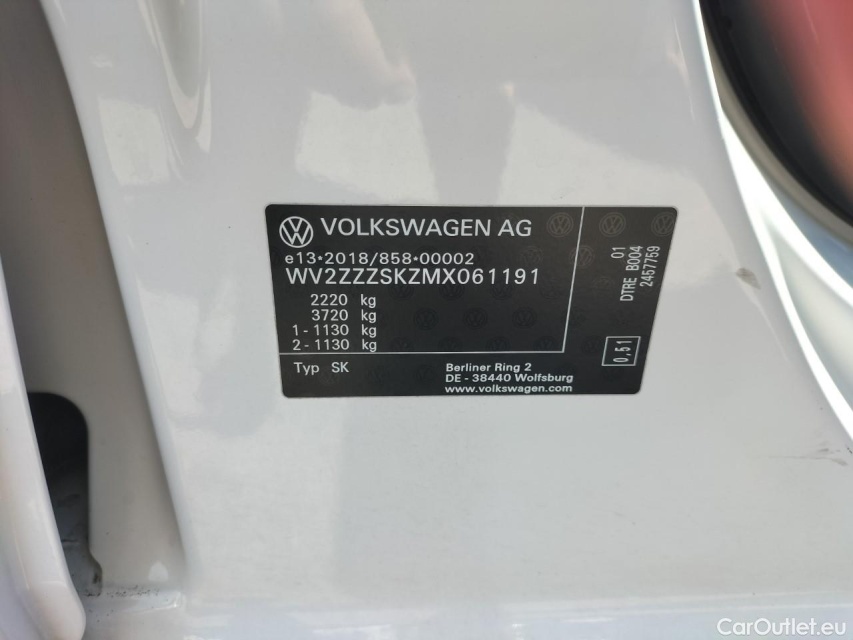 VOLKSWAGEN AG
e13•2018/858•00002
WV2ZZZSKZMX061191
2220 kg
3720 kg
1 - 1130 kg
2 - 1130 kg
Typ SK
Berliner Ring 2
DE - 38440 Wolfsburg
www.volkswagen.com
01
DTRE B004
2457759
0.51
CarOutlet.eu